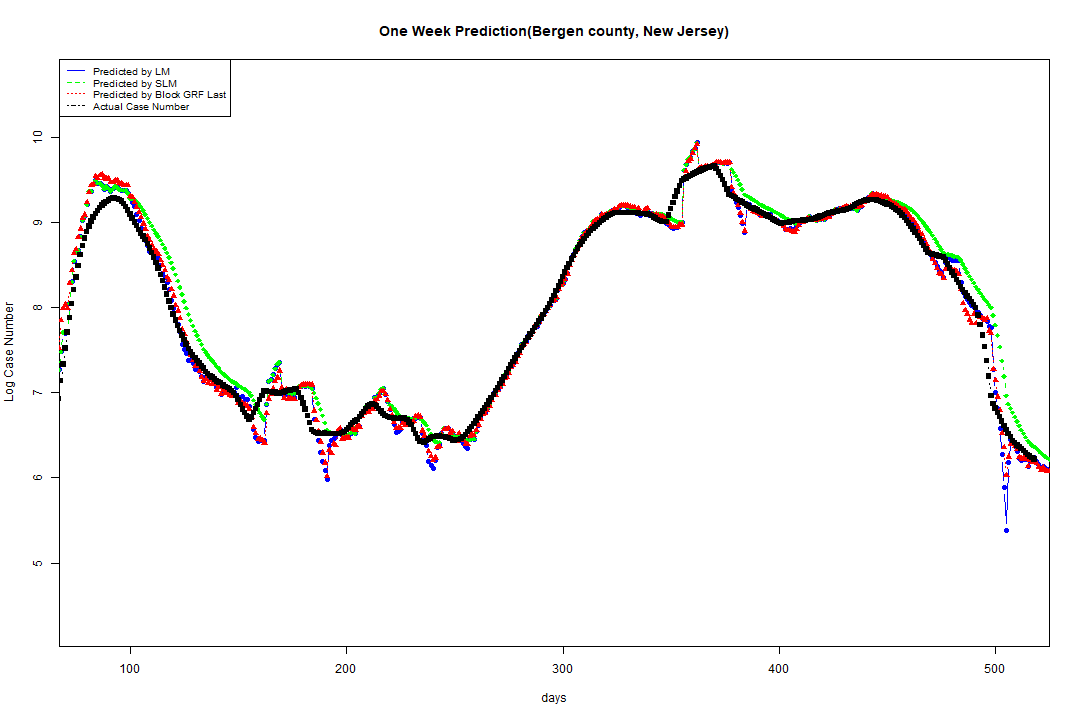 One Week Prediction(Bergen county, New Jersey)
Predicted by LM
Predicted by SLM
Predicted by Block GRF Last
Actual Case Number
Log Case Number
10
9
8
7
6
5
100 200 300 400 500
days